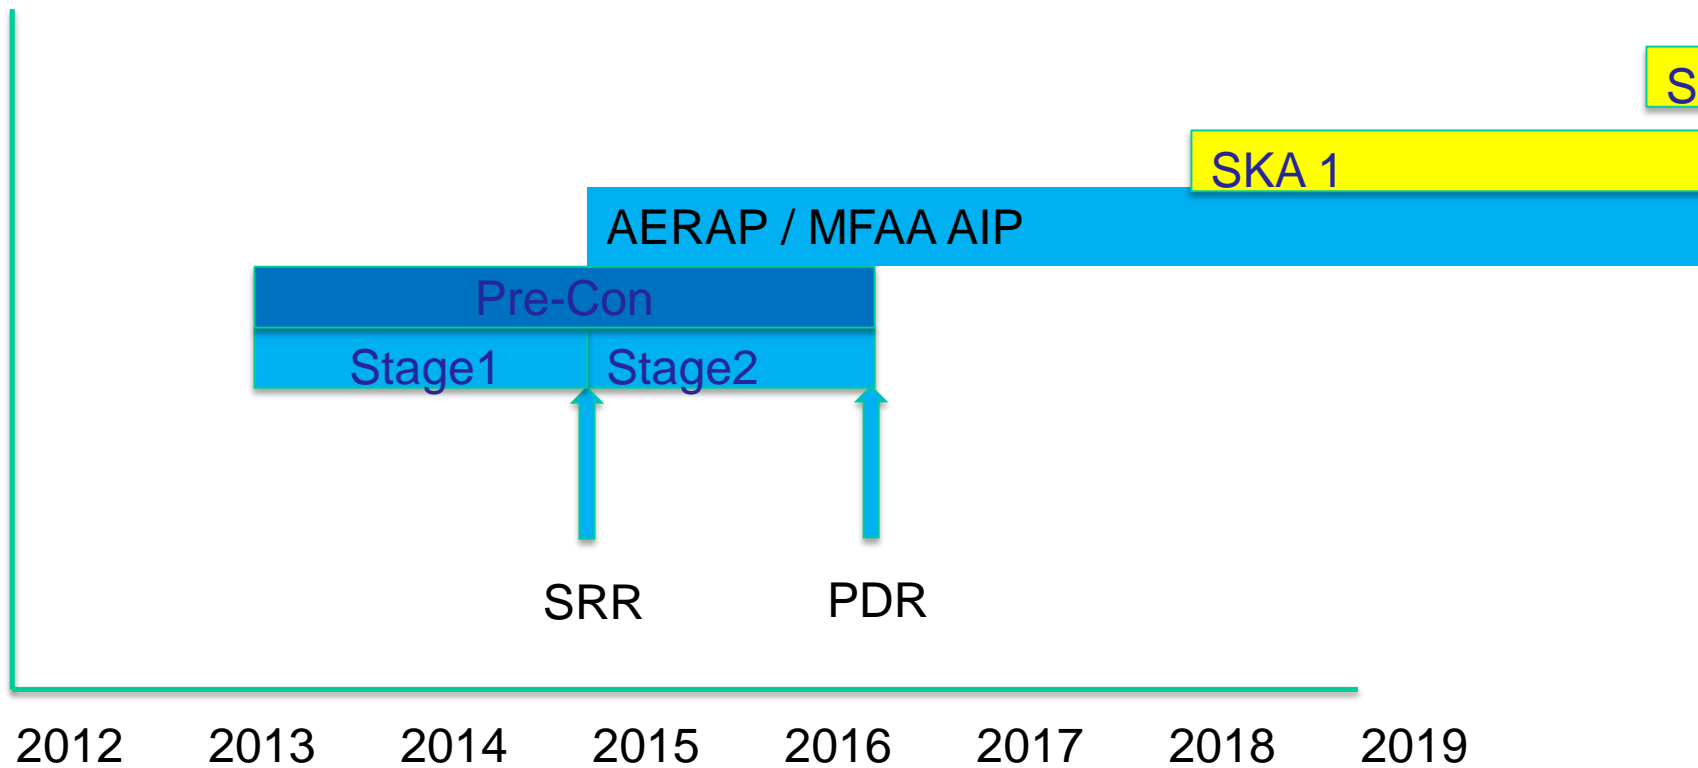 S
SKA 1
AERAP / MFAA AIP
Pre-Con
Stage1 Stage2
SRR PDR
2012 2013 2014 2015 2016 2017 2018 2019